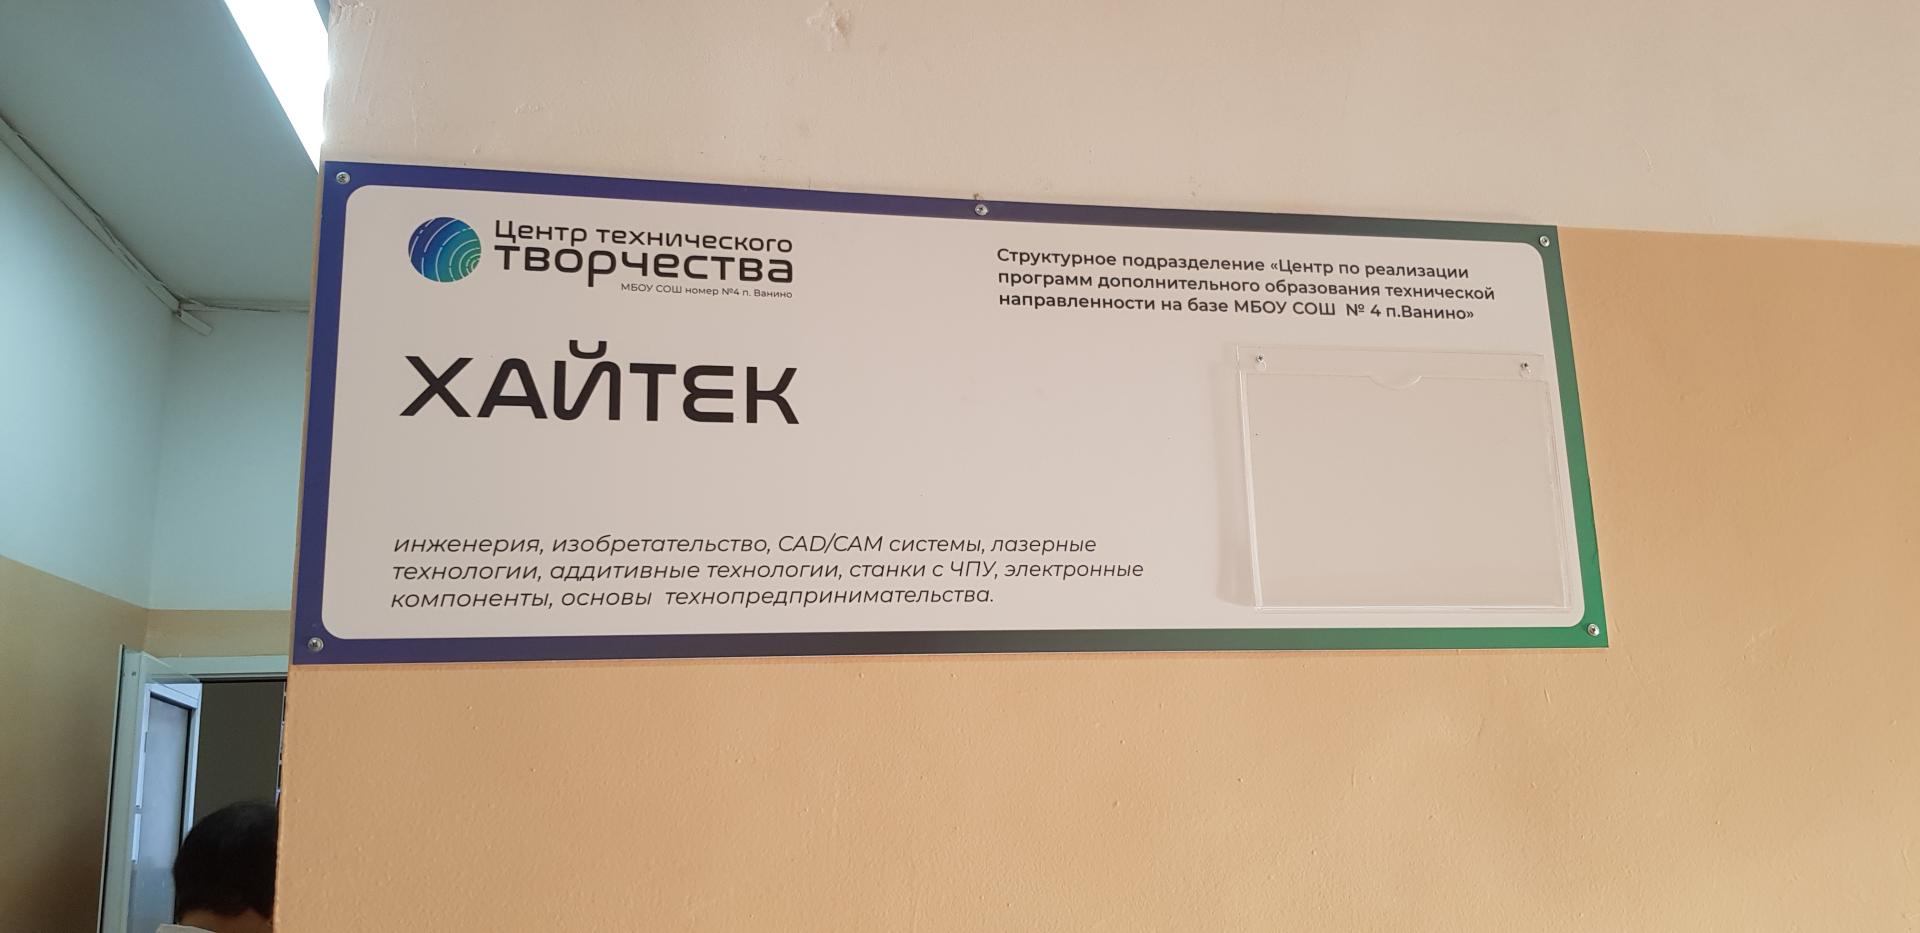 Центр технического
творчества
МБОУ СОШ номер №4 п. Ванино
Структурное подразделение «Центр по реализации
программ дополнительного образования технической
направленности на базе МБОУ СОШ № 4 п.Ванино»
ХАЙТЕК
инженерия, изобретательство, CAD/CAM системы, лазерные
технологии, аддитивные технологии, станки с ЧПУ, электронные
компоненты, основы технопредпринимательства.